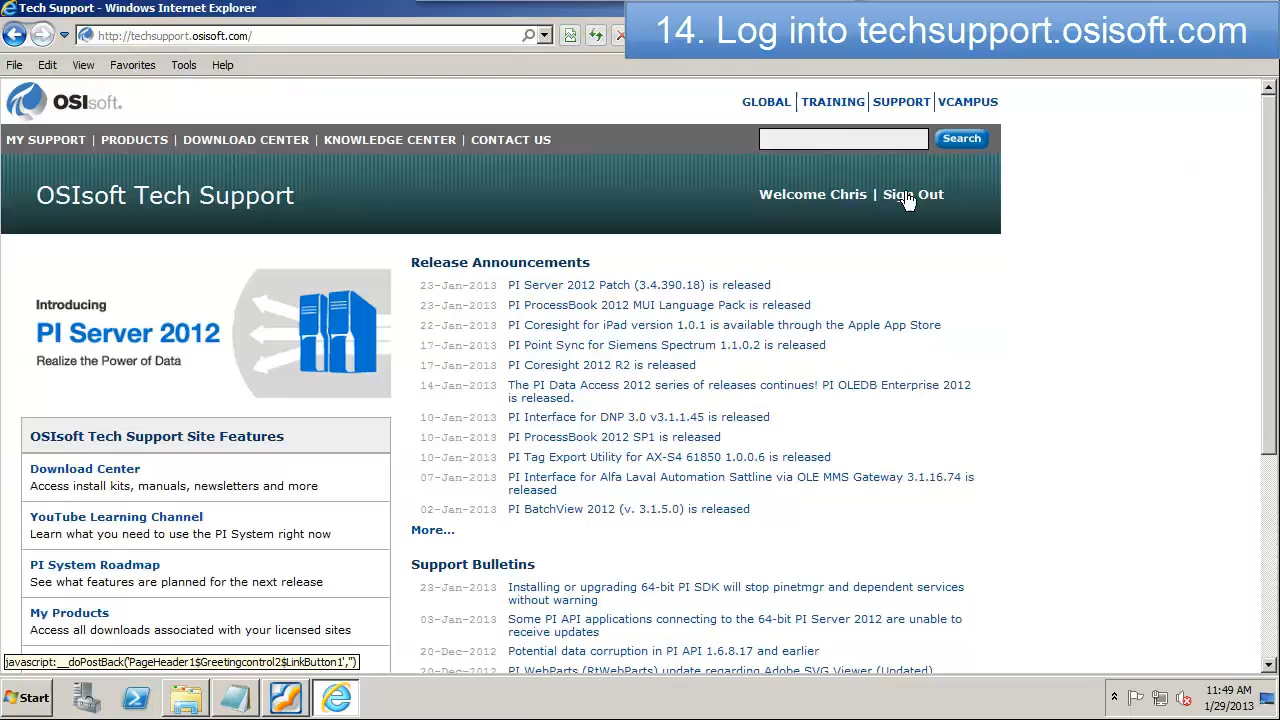 Tech Support - Windows Internet Explorer
14. Log into techsupport.osisoft.com
http://techsupport.osisoft.com/
File Edit View Favorites Tools Help
OSIsoft.
GLOBAL | TRAINING | SUPPORT | VCAMPUS
MY SUPPORT | PRODUCTS | DOWNLOAD CENTER | KNOWLEDGE CENTER | CONTACT US
Search
OSIsoft Tech Support
Welcome Chris | Sign Out
Introducing
PI Server 2012
Realize the Power of Data
OSIsoft Tech Support Site Features
Download Center
Access install kits, manuals, newsletters and more
YouTube Learning Channel
Learn what you need to use the PI System right now
PI System Roadmap
See what features are planned for the next release
My Products
Access all downloads associated with your licensed sites
Release Announcements
23-Jan-2013 PI Server 2012 Patch (3.4.390.18) is released
23-Jan-2013 PI ProcessBook 2012 MUI Language Pack is released
22-Jan-2013 PI Coresight for iPad version 1.0.1 is available through the Apple App Store
17-Jan-2013 PI Point Sync for Siemens Spectrum 1.1.0.2 is released
17-Jan-2013 PI Coresight 2012 R2 is released
14-Jan-2013 The PI Data Access 2012 series of releases continues! PI OLEDB Enterprise 2012
is released.
10-Jan-2013 PI Interface for DNP 3.0 v3.1.1.45 is released
10-Jan-2013 PI ProcessBook 2012 SP1 is released
10-Jan-2013 PI Tag Export Utility for AX-S4 61850 1.0.0.6 is released
07-Jan-2013 PI Interface for Alfa Laval Automation Sattline via OLE MMS Gateway 3.1.16.74 is
released
02-Jan-2013 PI BatchView 2012 (v. 3.1.5.0) is released
More...
Support Bulletins
23-Jan-2013 Installing or upgrading 64-bit PI SDK will stop pinetmgr and dependent services
without warning
03-Jan-2013 Some PI API applications connecting to the 64-bit PI Server 2012 are unable to
receive updates
20-Dec-2012 Potential data corruption in PI API 1.6.8.17 and earlier
20-Dec-2012 PI WebParts (RtWebParts) update regarding Adobe SVG Viewer (Updated)
javascript:__doPostBack('PageHeader1$Greetingcontrol2$LinkButton1','')
Start
11:49 AM
1/29/2013